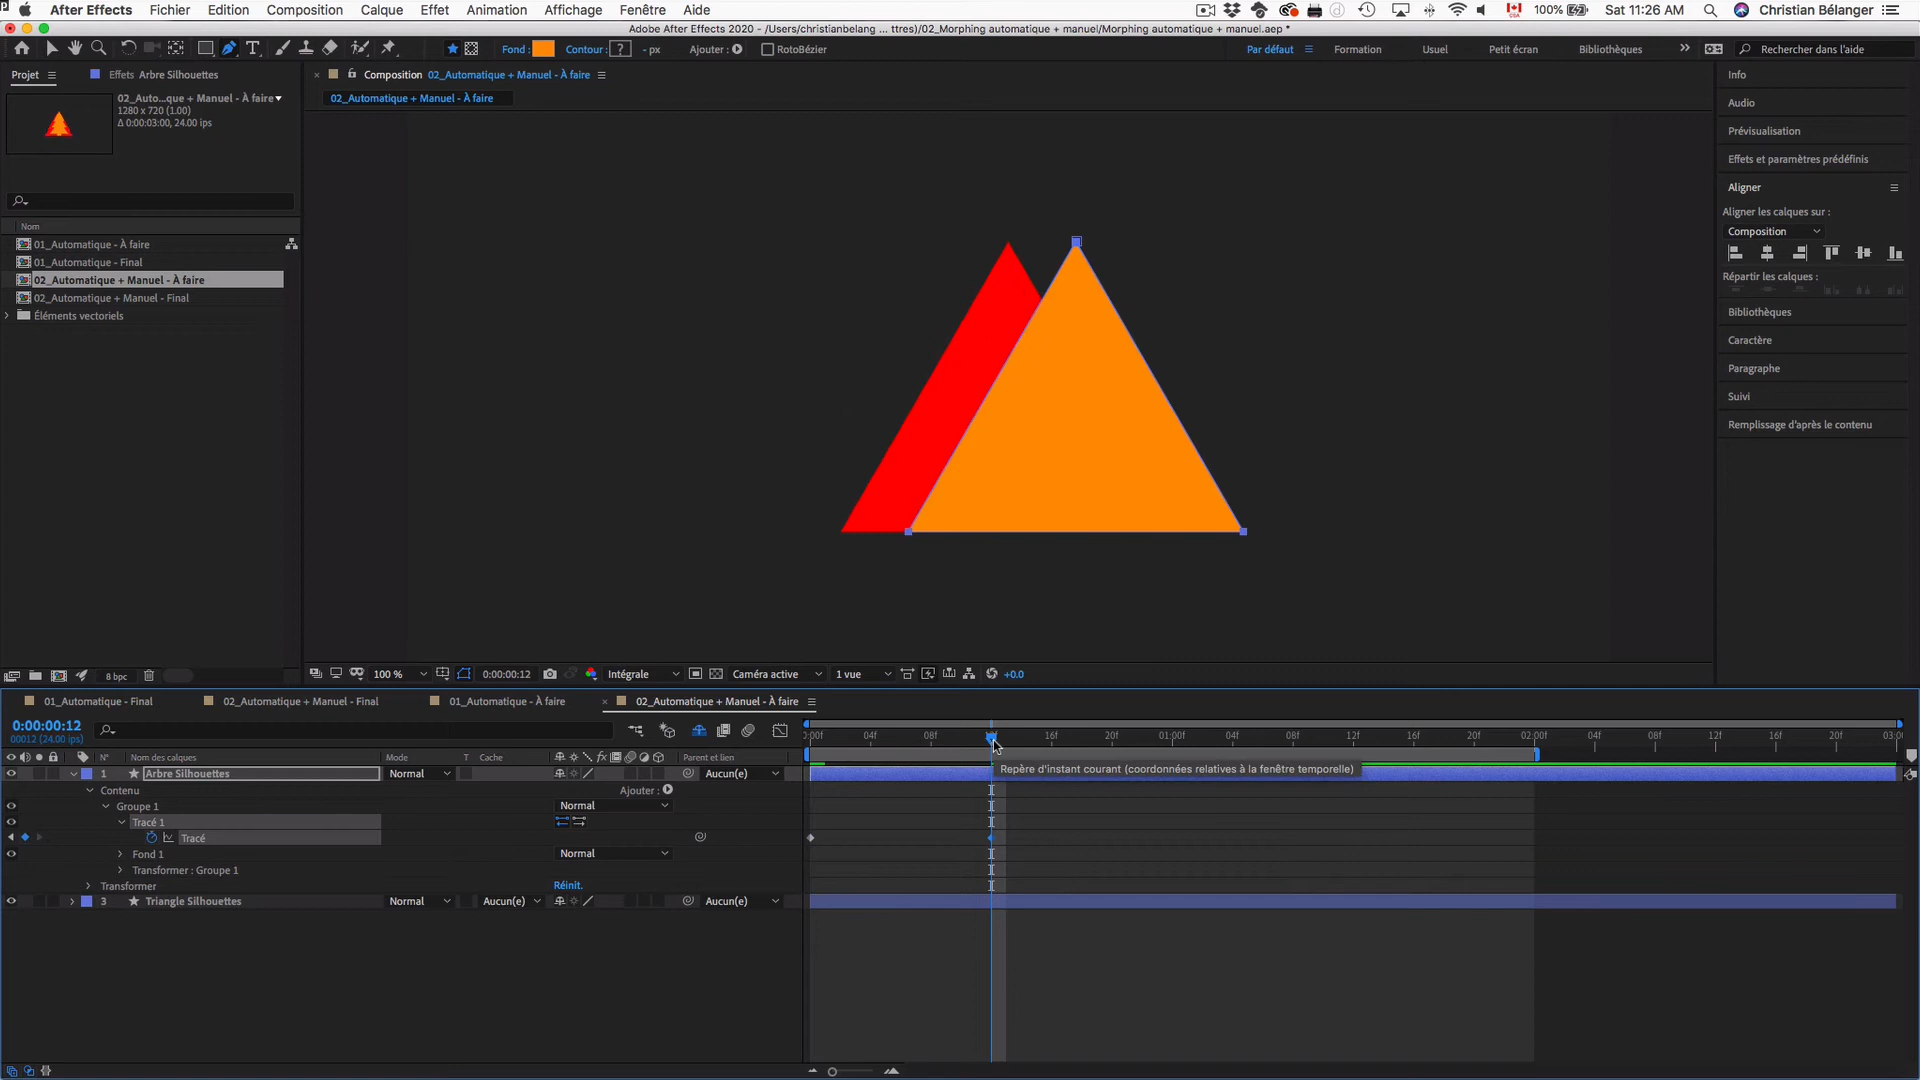 After Effects Fichier Edition Composition Calque Effet Animation Affichage Fenêtre Aide 100% Sat 11:26 AM Christian Bélanger
Adobe After Effects 2020 - /Users/christianbelang ... ttres)/02_Morphing automatique + manuel/Morphing automatique + manuel.aep *
Fond : Contour : ? - px Ajouter : RotoBézier Par défaut Formation Usuel Petit écran Bibliothèques Rechercher dans l'aide
Projet Effets Arbre Silhouettes
Composition 02_Automatique + Manuel - À faire
02_Automatique + Manuel - À faire
02_Auto...que + Manuel - À faire
1280 x 720 (1.00)
Δ 0:00:03:00, 24.00 ips
Nom
01_Automatique - À faire
01_Automatique - Final
02_Automatique + Manuel - À faire
02_Automatique + Manuel - Final
Éléments vectoriels
Info
Audio
Prévisualisation
Effets et paramètres prédéfinis
Aligner
Aligner les calques sur :
Composition
Répartir les calques :
Bibliothèques
Caractère
Paragraphe
Suivi
Remplissage d'après le contenu
8 bpc
100 % 0:00:00:12 Intégrale Caméra active 1 vue +0.0
01_Automatique - Final 02_Automatique + Manuel - Final 01_Automatique - À faire 02_Automatique + Manuel - À faire
0:00:00:12
00012 (24.00 ips)
04f 08f 16f 20f 01:00f 04f 08f 12f 16f 20f 02:00f 04f 08f 12f 16f 20f
N° Nom des calques Mode T Cache fx Parent et lien
1 Arbre Silhouettes Normal Aucun(e)
Repère d'instant courant (coordonnées relatives à la fenêtre temporelle)
Contenu Ajouter :
Groupe 1 Normal
Tracé 1
Tracé
Fond 1 Normal
Transformer : Groupe 1
Transformer Réinit.
3 Triangle Silhouettes Normal Aucun(e) Aucun(e)